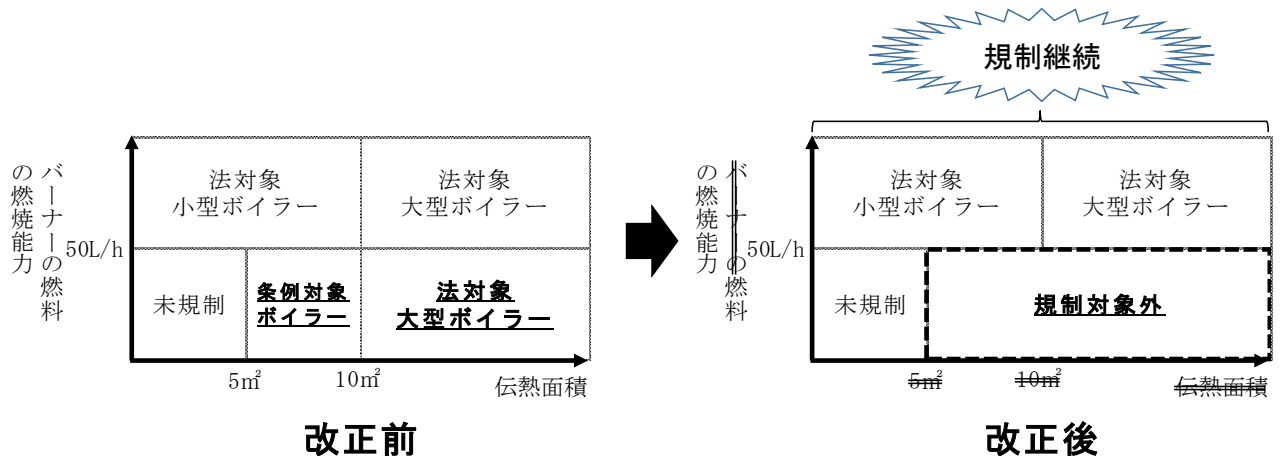 規制継続
バーナーの燃料
の燃焼能力
50L/h
法対象
小型ボイラー
法対象
大型ボイラー
未規制
条例対象
ボイラー
法対象
大型ボイラー
5㎡
10㎡
伝熱面積
改正前
バーナーの燃料
の燃焼能力
50L/h
法対象
小型ボイラー
法対象
大型ボイラー
未規制
規制対象外
5㎡
10㎡
伝熱面積
改正後